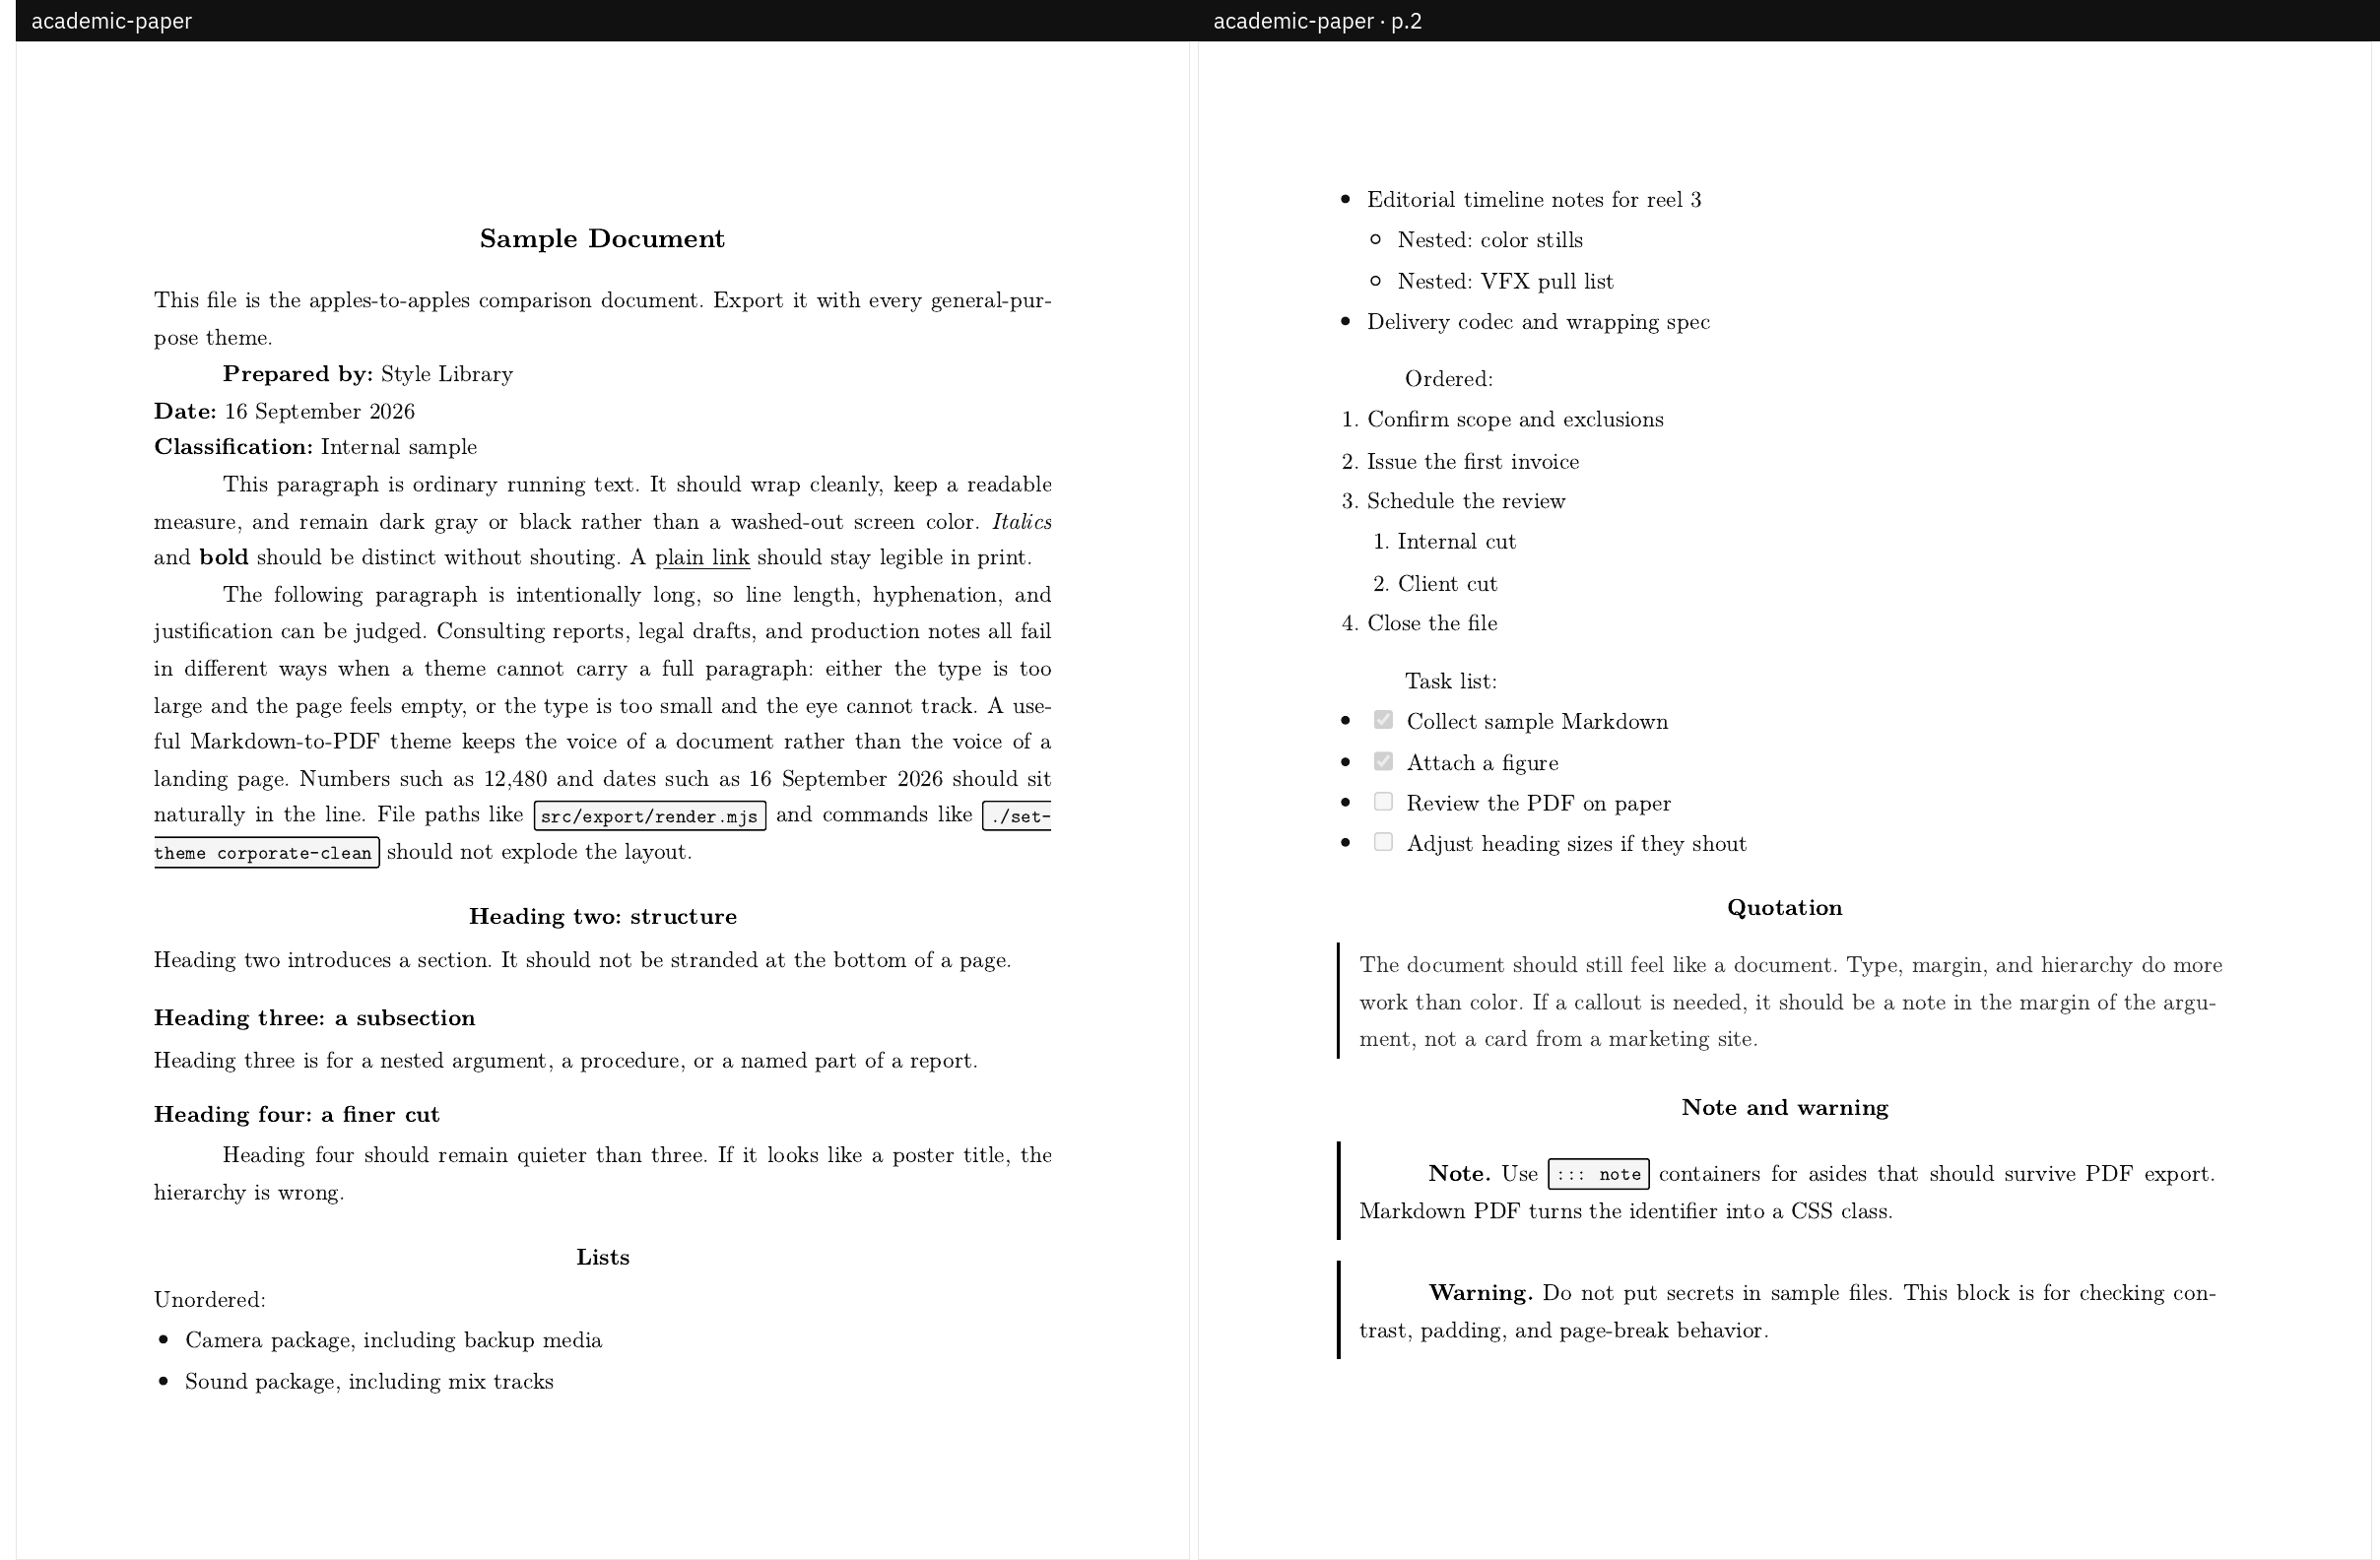 academic-paper
Sample Document
This file is the apples-to-apples comparison document. Export it with every general-pur-
pose theme.
Prepared by: Style Library
Date: 16 September 2026
Classification: Internal sample
This paragraph is ordinary running text. It should wrap cleanly, keep a readable
measure, and remain dark gray or black rather than a washed-out screen color. Italics
and bold should be distinct without shouting. A plain link should stay legible in print.
The following paragraph is intentionally long, so line length, hyphenation, and
justification can be judged. Consulting reports, legal drafts, and production notes all fail
in different ways when a theme cannot carry a full paragraph: either the type is too
large and the page feels empty, or the type is too small and the eye cannot track. A use-
ful Markdown-to-PDF theme keeps the voice of a document rather than the voice of a
landing page. Numbers such as 12,480 and dates such as 16 September 2026 should sit
naturally in the line. File paths like src/export/render.mjs and commands like ./set-
theme corporate-clean should not explode the layout.
Heading two: structure
Heading two introduces a section. It should not be stranded at the bottom of a page.
Heading three: a subsection
Heading three is for a nested argument, a procedure, or a named part of a report.
Heading four: a finer cut
Heading four should remain quieter than three. If it looks like a poster title, the
hierarchy is wrong.
Lists
Unordered:
• Camera package, including backup media
• Sound package, including mix tracks
academic-paper · p.2
• Editorial timeline notes for reel 3
◦ Nested: color stills
◦ Nested: VFX pull list
• Delivery codec and wrapping spec
Ordered:
1. Confirm scope and exclusions
2. Issue the first invoice
3. Schedule the review
1. Internal cut
2. Client cut
4. Close the file
Task list:
• Collect sample Markdown
• Attach a figure
• Review the PDF on paper
• Adjust heading sizes if they shout
Quotation
The document should still feel like a document. Type, margin, and hierarchy do more
work than color. If a callout is needed, it should be a note in the margin of the argu-
ment, not a card from a marketing site.
Note and warning
Note. Use ::: note containers for asides that should survive PDF export.
Markdown PDF turns the identifier into a CSS class.
Warning. Do not put secrets in sample files. This block is for checking con-
trast, padding, and page-break behavior.